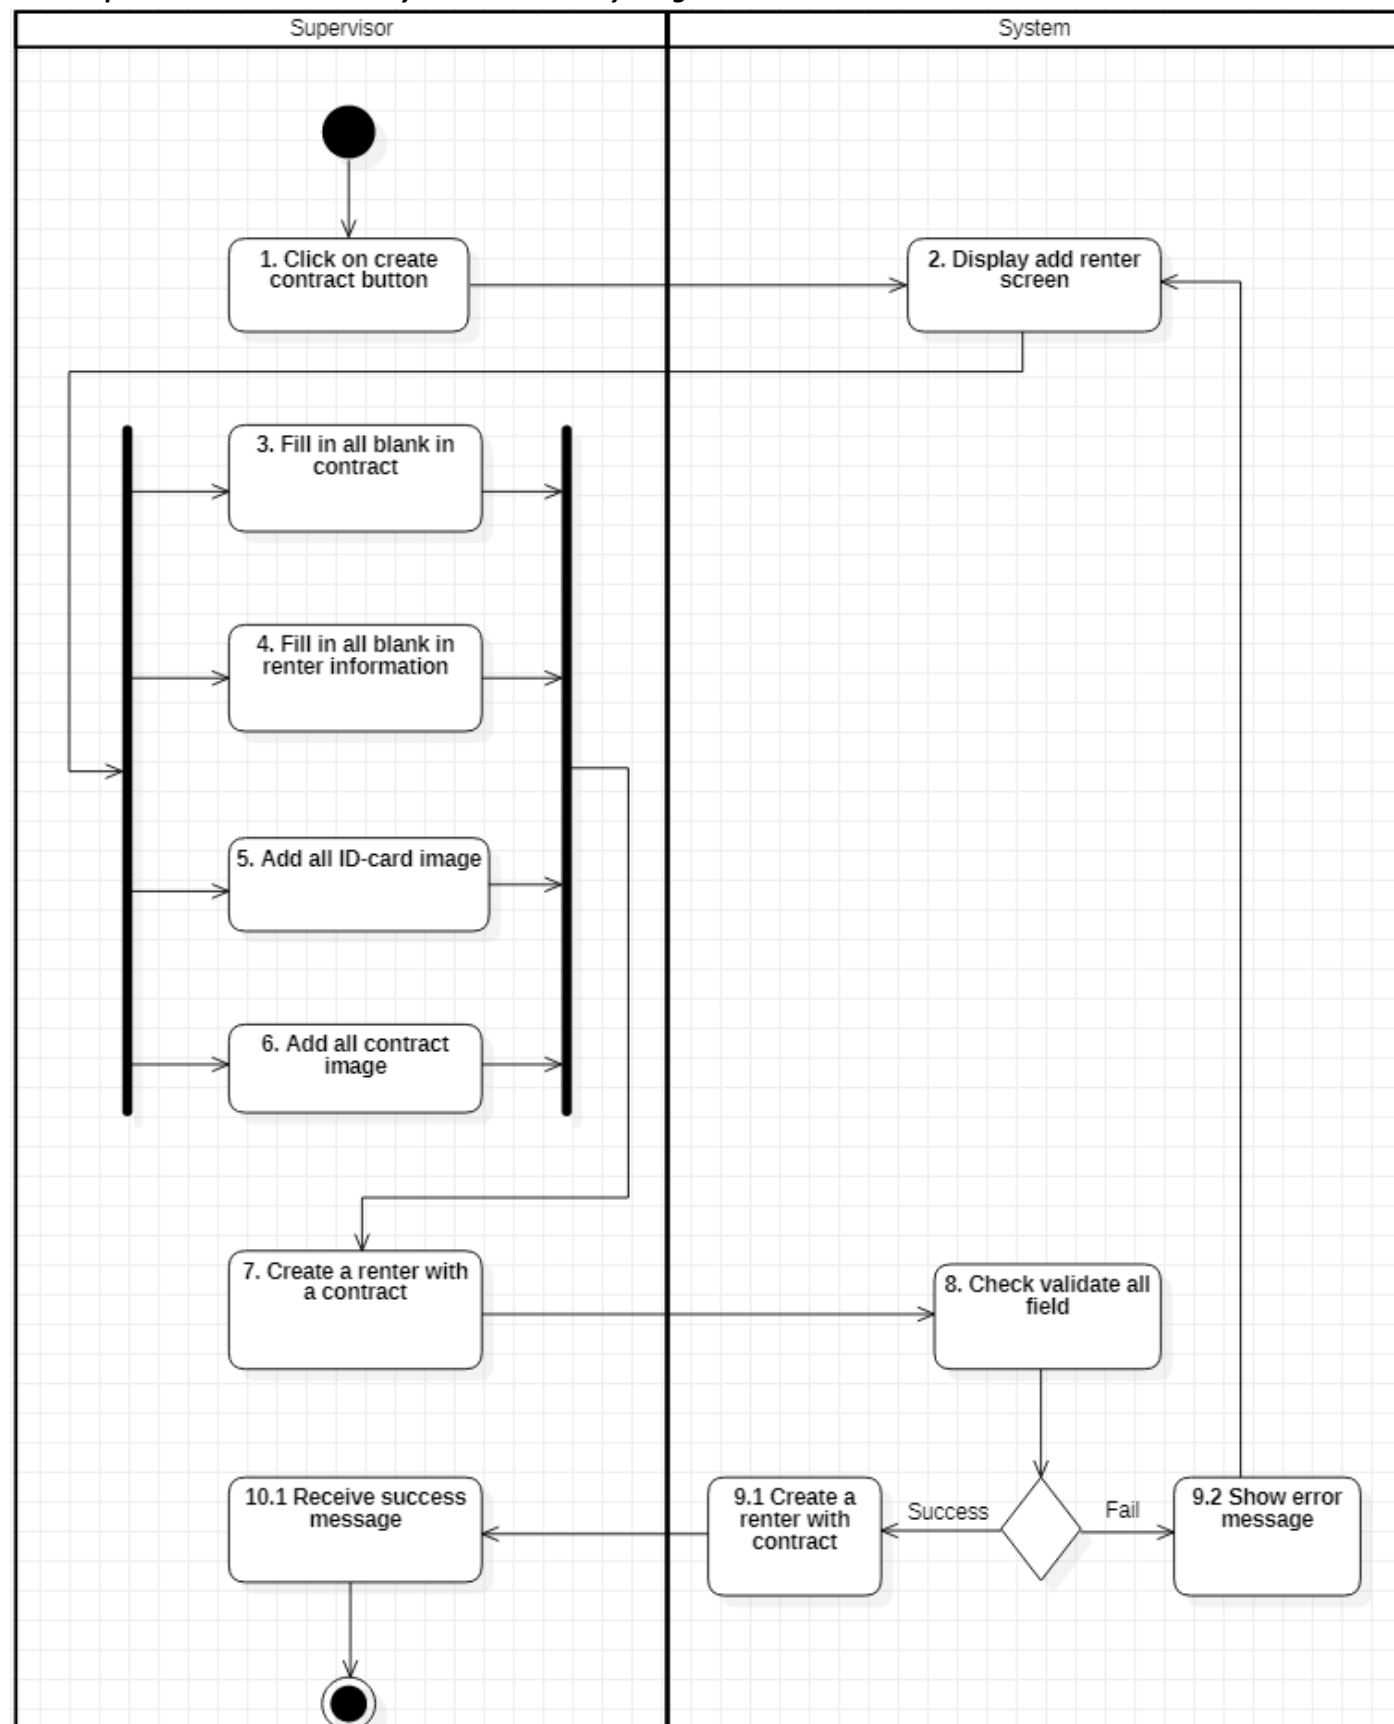 Supervisor
System
1. Click on create
contract button
2. Display add renter
screen
3. Fill in all blank in
contract
4. Fill in all blank in
renter information
5. Add all ID-card image
6. Add all contract
image
7. Create a renter with
a contract
8. Check validate all
field
10.1 Receive success
message
9.1 Create a
renter with
contract
Success
Fail
9.2 Show error
message